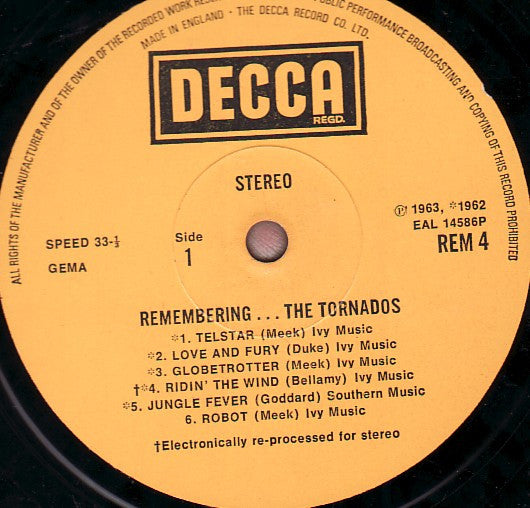 ALL RIGHTS OF THE MANUFACTURER AND OF THE OWNER OF THE RECORDED WORK
PUBLIC PERFORMANCE BROADCASTING AND COPYING OF THIS RECORD PROHIBITED
MADE IN ENGLAND · THE DECCA RECORD CO. LTD.
DECCA
REGD.
STEREO
SPEED 33-⅓
GEMA
Side
1
℗ 1963, *1962
EAL 14586P
REM 4
REMEMBERING... THE TORNADOS
*1. TELSTAR (Meek) Ivy Music
*2. LOVE AND FURY (Duke) Ivy Music
*3. GLOBETROTTER (Meek) Ivy Music
†*4. RIDIN' THE WIND (Bellamy) Ivy Music
*5. JUNGLE FEVER (Goddard) Southern Music
6. ROBOT (Meek) Ivy Music
†Electronically re-processed for stereo